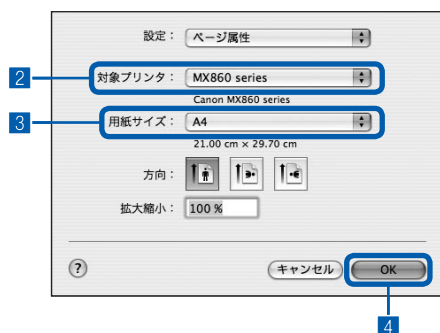 設定： ページ属性
2 対象プリンタ： MX860 series
Canon MX860 series
3 用紙サイズ： A4
21.00 cm × 29.70 cm
方向：
拡大縮小： 100 %
? キャンセル OK
4